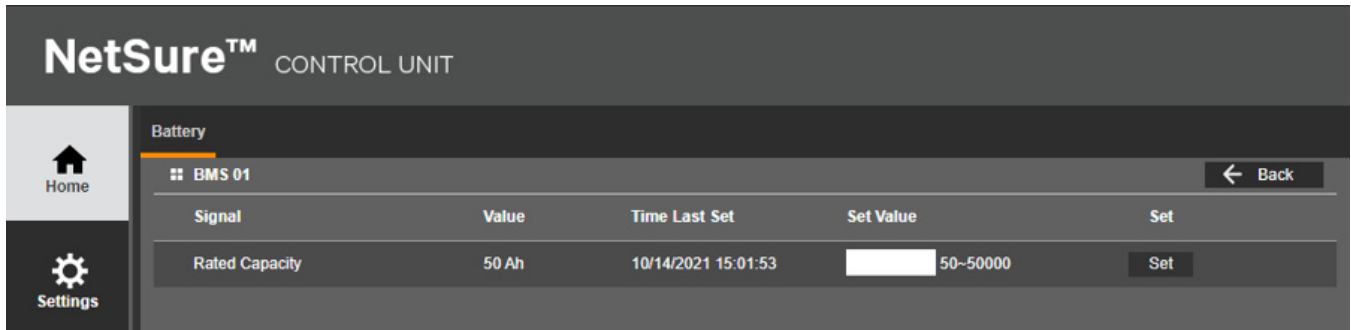 NetSure™ CONTROL UNIT
Home
Settings
Battery
BMS 01
Back
Signal Value Time Last Set Set Value Set
Rated Capacity 50 Ah 10/14/2021 15:01:53 50~50000 Set